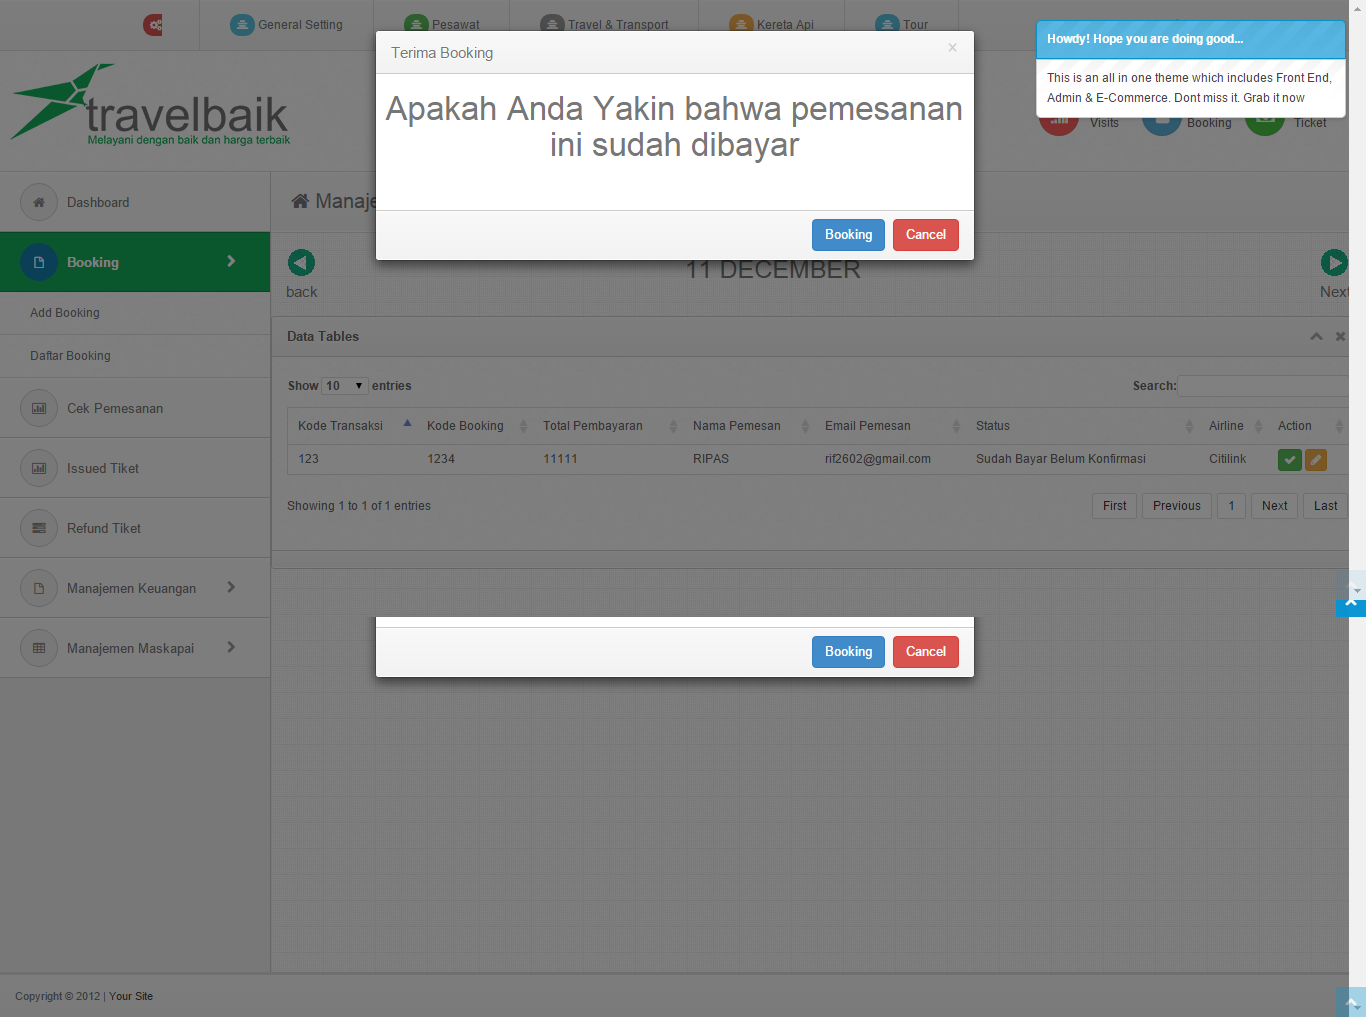 General Setting
Pesawat
Travel & Transport
Kereta Api
Tour
Terima Booking
×
Howdy! Hope you are doing good...
This is an all in one theme which includes Front End,
Admin & E-Commerce. Dont miss it. Grab it now
travelbaik
Melayani dengan baik dan harga terbaik
Apakah Anda Yakin bahwa pemesanan
ini sudah dibayar
Visits
Booking
Ticket
Dashboard
Manaje
Booking
Cancel
Booking
11 DECEMBER
back
Next
Add Booking
Data Tables
Daftar Booking
Show 10 entries
Search:
Cek Pemesanan
Kode Transaksi Kode Booking Total Pembayaran Nama Pemesan Email Pemesan Status Airline Action
123 1234 11111 RIPAS rif2602@gmail.com Sudah Bayar Belum Konfirmasi Citilink
Issued Tiket
Showing 1 to 1 of 1 entries
First Previous 1 Next Last
Refund Tiket
Manajemen Keuangan
Manajemen Maskapai
Booking
Cancel
Copyright © 2012 | Your Site